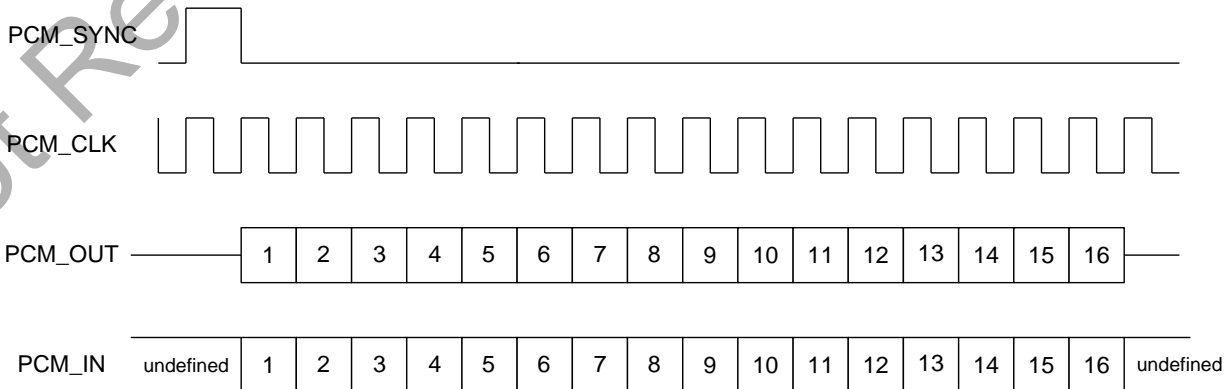 PCM_SYNC
PCM_CLK
PCM_OUT 1 2 3 4 5 6 7 8 9 10 11 12 13 14 15 16
PCM_IN undefined 1 2 3 4 5 6 7 8 9 10 11 12 13 14 15 16 undefined